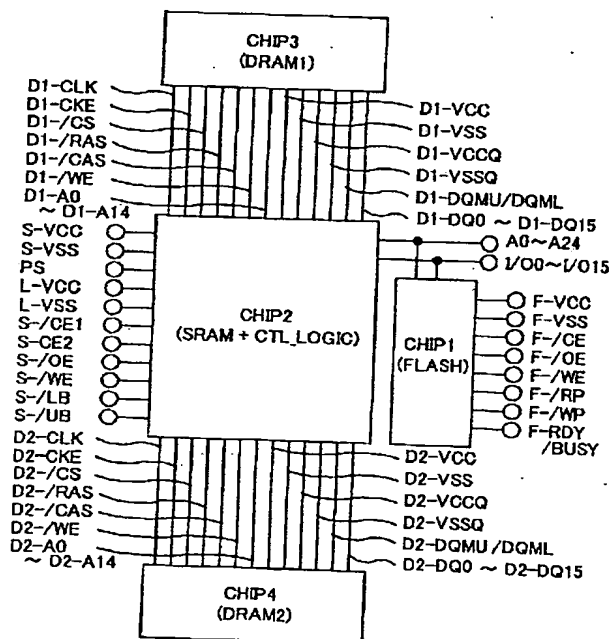 CHIP3
(DRAM1)
D1-CLK
D1-CKE
D1-/CS
D1-/RAS
D1-/CAS
D1-/WE
D1-A0
~ D1-A14
D1-VCC
D1-VSS
D1-VCCQ
D1-VSSQ
D1-DQMU/DQML
D1-DQ0 ~ D1-DQ15
S-VCC
S-VSS
PS
L-VCC
L-VSS
S-/CE1
S-CE2
S-/OE
S-/WE
S-/LB
S-/UB
CHIP2
(SRAM + CTL_LOGIC)
A0~A24
I/O0~I/O15
CHIP1
(FLASH)
F-VCC
F-VSS
F-/CE
F-/OE
F-/WE
F-/RP
F-/WP
F-RDY
/BUSY
D2-CLK
D2-CKE
D2-/CS
D2-/RAS
D2-/CAS
D2-/WE
D2-A0
~ D2-A14
D2-VCC
D2-VSS
D2-VCCQ
D2-VSSQ
D2-DQMU/DQML
D2-DQ0 ~ D2-DQ15
CHIP4
(DRAM2)